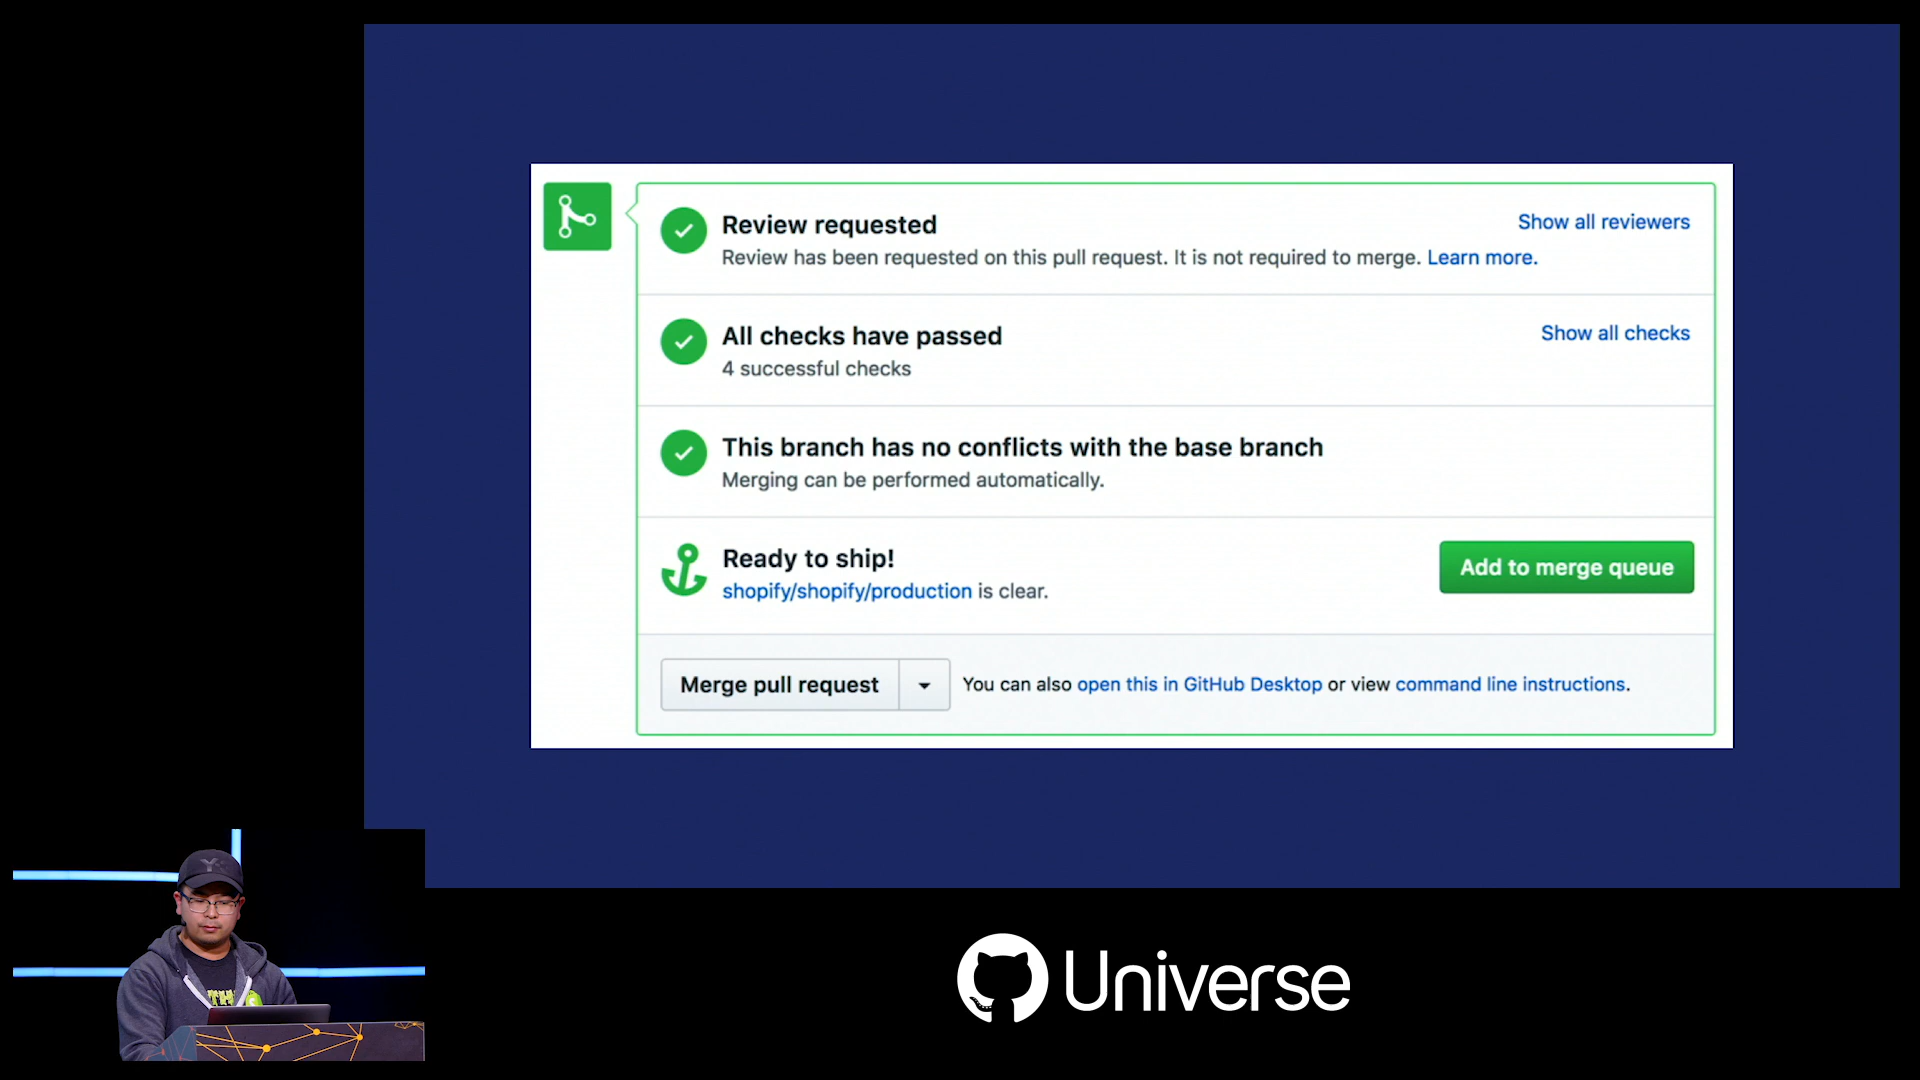 Review requested
Show all reviewers
Review has been requested on this pull request. It is not required to merge. Learn more.
All checks have passed
Show all checks
4 successful checks
This branch has no conflicts with the base branch
Merging can be performed automatically.
Ready to ship!
Add to merge queue
shopify/shopify/production is clear.
Merge pull request
You can also open this in GitHub Desktop or view command line instructions.
Universe